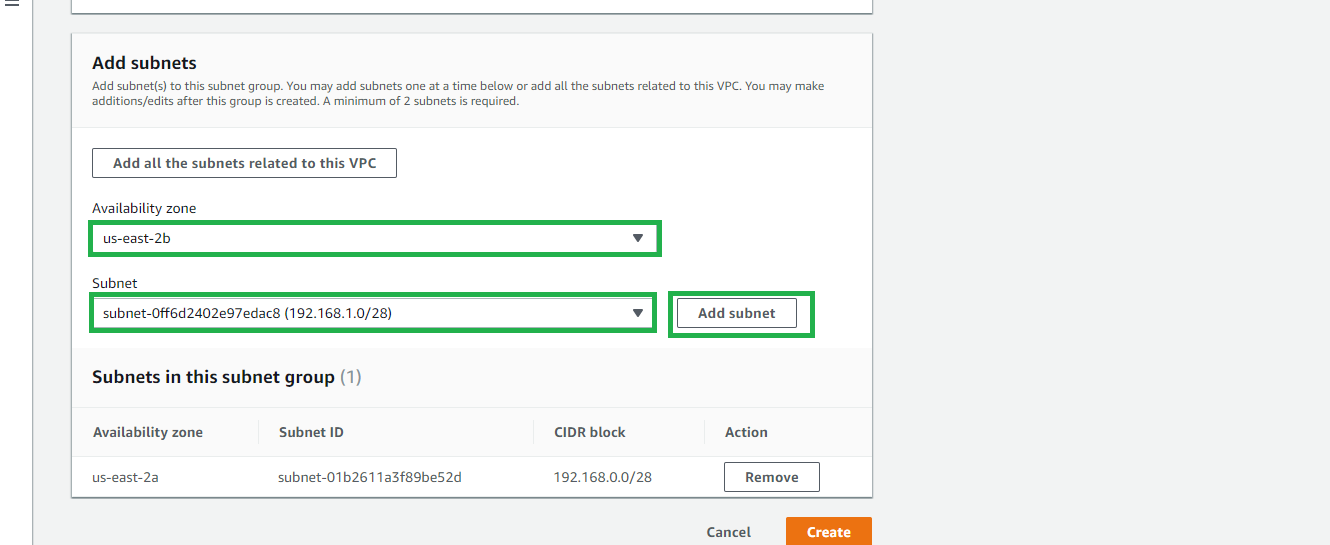 Add subnets
Add subnet(s) to this subnet group. You may add subnets one at a time below or add all the subnets related to this VPC. You may make
additions/edits after this group is created. A minimum of 2 subnets is required.
Add all the subnets related to this VPC
Availability zone
us-east-2b
Subnet
subnet-0ff6d2402e97edac8 (192.168.1.0/28)
Add subnet
Subnets in this subnet group (1)
Availability zone Subnet ID CIDR block Action
us-east-2a subnet-01b2611a3f89be52d 192.168.0.0/28 Remove
Cancel Create